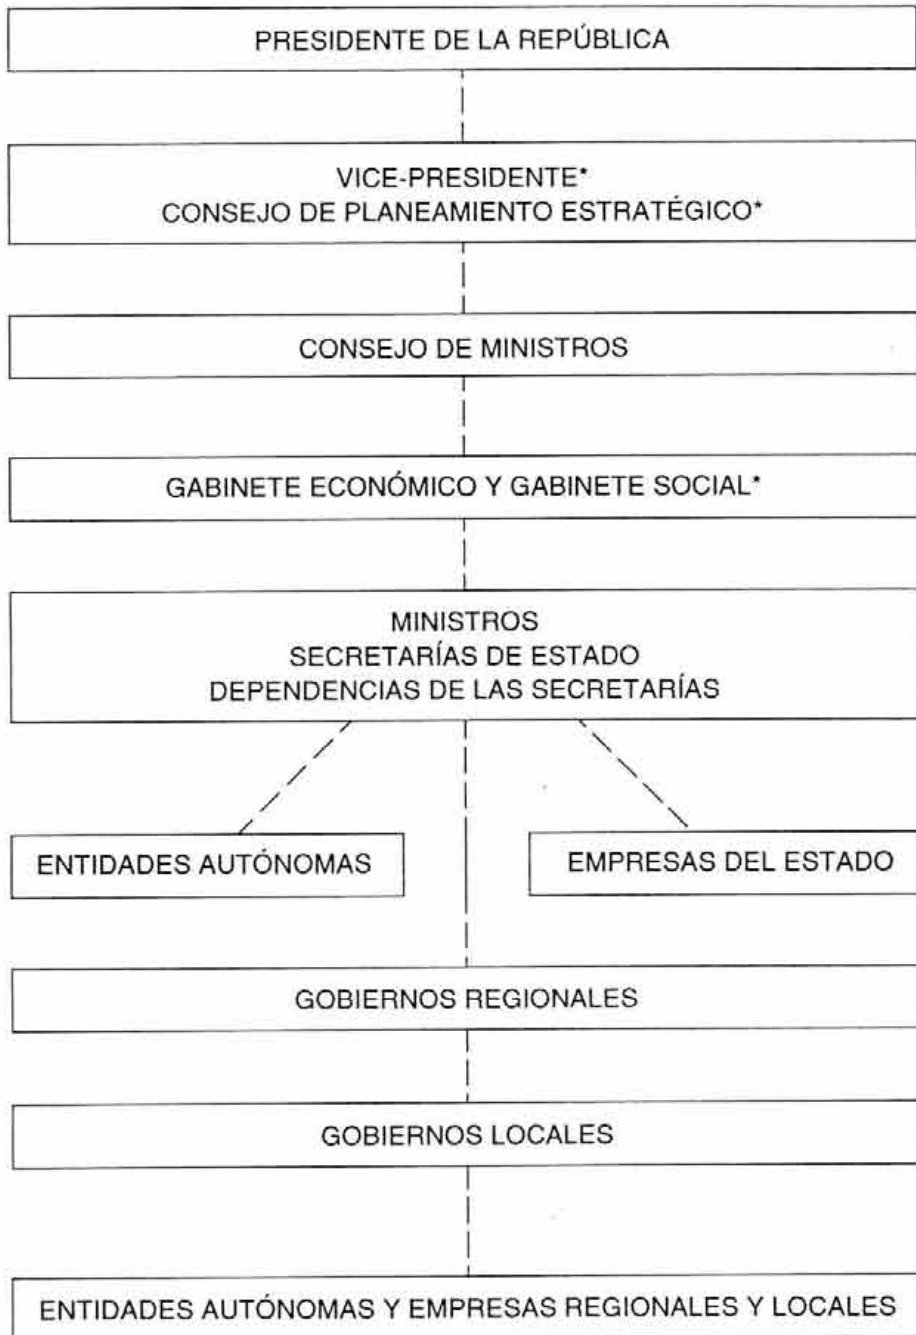 PRESIDENTE DE LA REPÚBLICA
VICE-PRESIDENTE*
CONSEJO DE PLANEAMIENTO ESTRATÉGICO*
CONSEJO DE MINISTROS
GABINETE ECONÓMICO Y GABINETE SOCIAL*
MINISTROS
SECRETARÍAS DE ESTADO
DEPENDENCIAS DE LAS SECRETARÍAS
ENTIDADES AUTÓNOMAS
EMPRESAS DEL ESTADO
GOBIERNOS REGIONALES
GOBIERNOS LOCALES
ENTIDADES AUTÓNOMAS Y EMPRESAS REGIONALES Y LOCALES